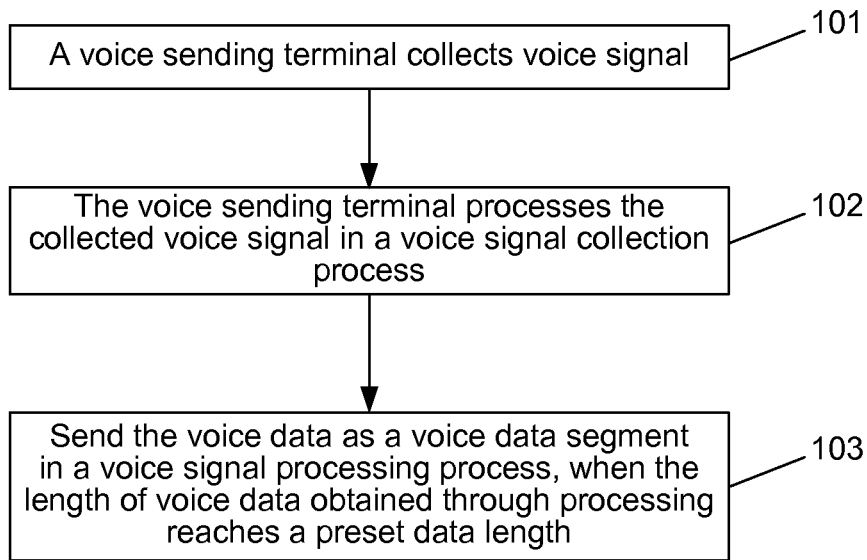 A voice sending terminal collects voice signal
101
The voice sending terminal processes the
collected voice signal in a voice signal collection
process
102
Send the voice data as a voice data segment
in a voice signal processing process, when the
length of voice data obtained through processing
reaches a preset data length
103